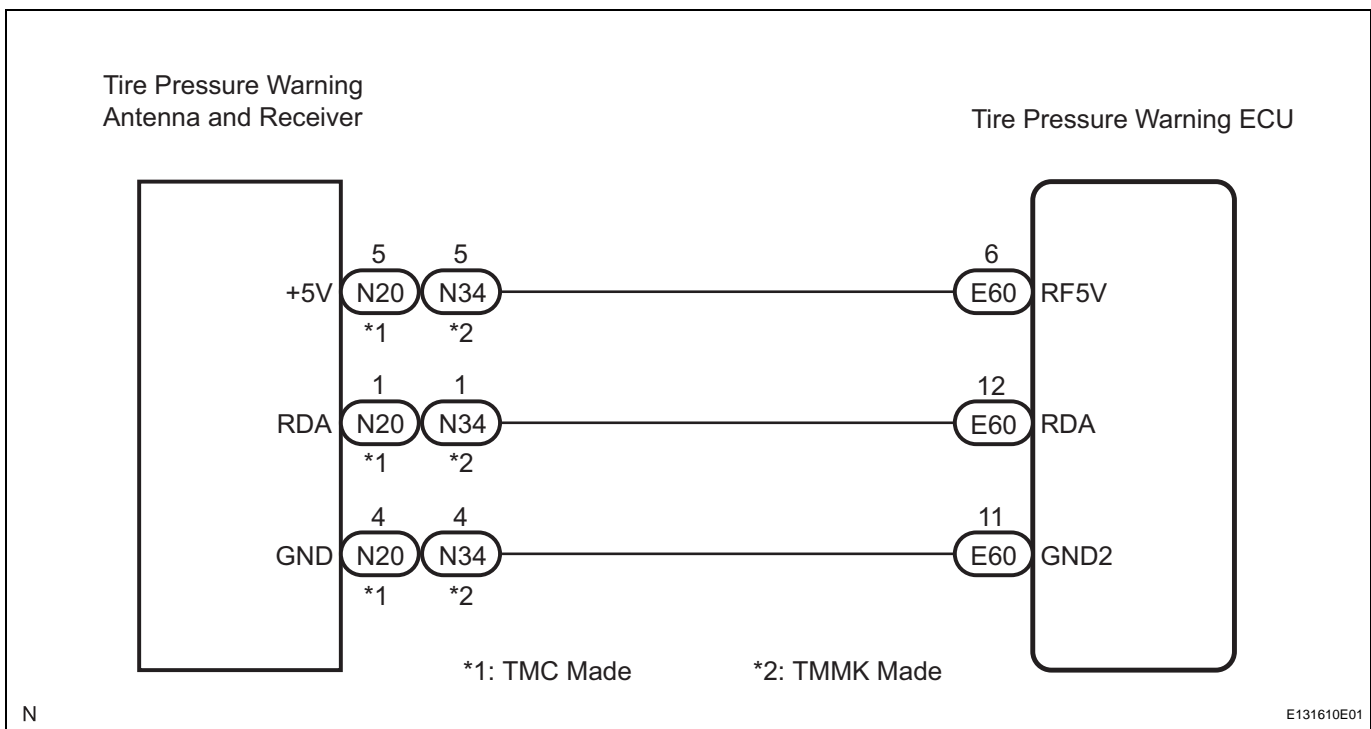 Tire Pressure Warning
Antenna and Receiver
Tire Pressure Warning ECU
5 5 6
+5V N20 N34 E60 RF5V
*1 *2
1 1 12
RDA N20 N34 E60 RDA
*1 *2
4 4 11
GND N20 N34 E60 GND2
*1 *2
*1: TMC Made *2: TMMK Made
N E131610E01